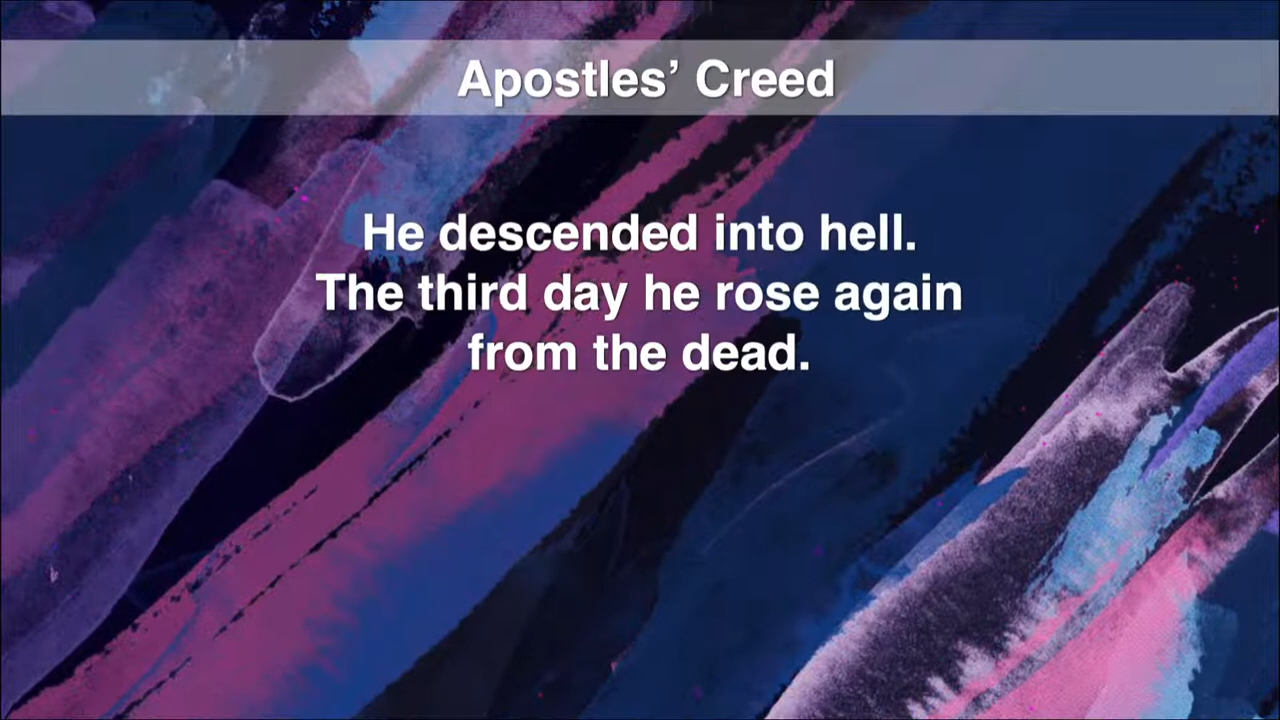 Apostles’ Creed
He descended into hell.
The third day he rose again
from the dead.